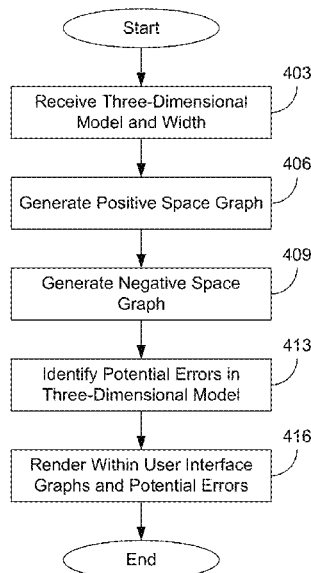 Start
403
Receive Three-Dimensional
Model and Width
406
Generate Positive Space Graph
409
Generate Negative Space
Graph
413
Identify Potential Errors in
Three-Dimensional Model
416
Render Within User Interface
Graphs and Potential Errors
End